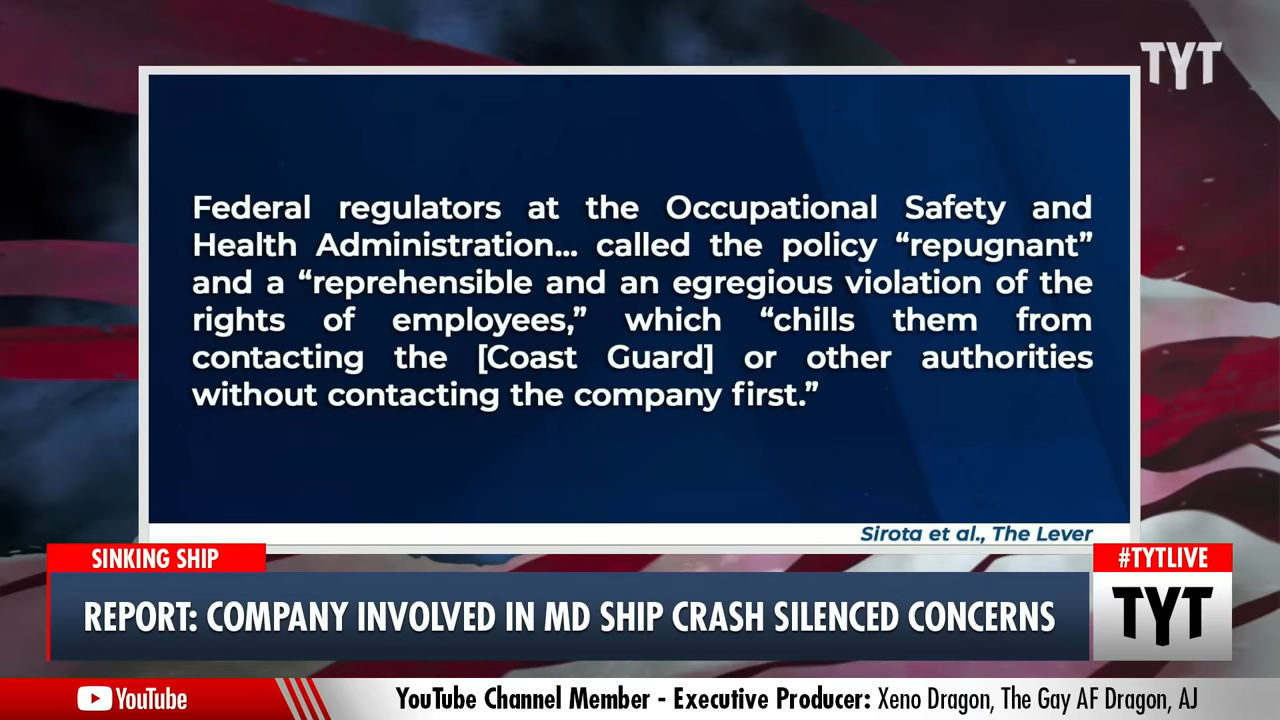 TYT
Federal regulators at the Occupational Safety and
Health Administration... called the policy “repugnant”
and a “reprehensible and an egregious violation of the
rights of employees,” which “chills them from
contacting the [Coast Guard] or other authorities
without contacting the company first.”
Sirota et al., The Lever
SINKING SHIP
#TYTLIVE
REPORT: COMPANY INVOLVED IN MD SHIP CRASH SILENCED CONCERNS
TYT
YouTube
YouTube Channel Member - Executive Producer: Xeno Dragon, The Gay AF Dragon, AJ